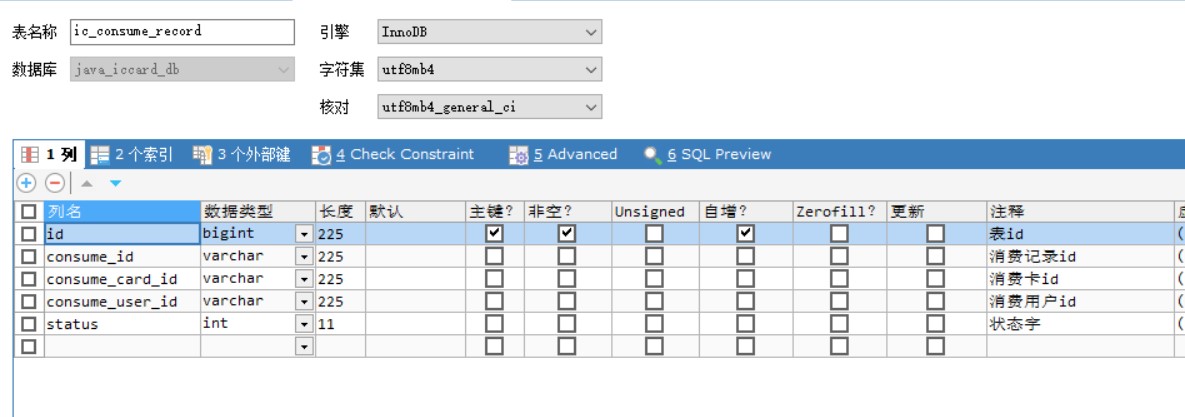 表名称 ic_consume_record 引擎 InnoDB
数据库 java_iccard_db 字符集 utf8mb4
核对 utf8mb4_general_ci
1 列 2 个索引 3 个外部键 4 Check Constraint 5 Advanced 6 SQL Preview
列名 数据类型 长度 默认 主键? 非空? Unsigned 自增? Zerofill? 更新 注释
id bigint 225 表id (
consume_id varchar 225 消费记录id (
consume_card_id varchar 225 消费卡id (
consume_user_id varchar 225 消费用户id (
status int 11 状态字 (